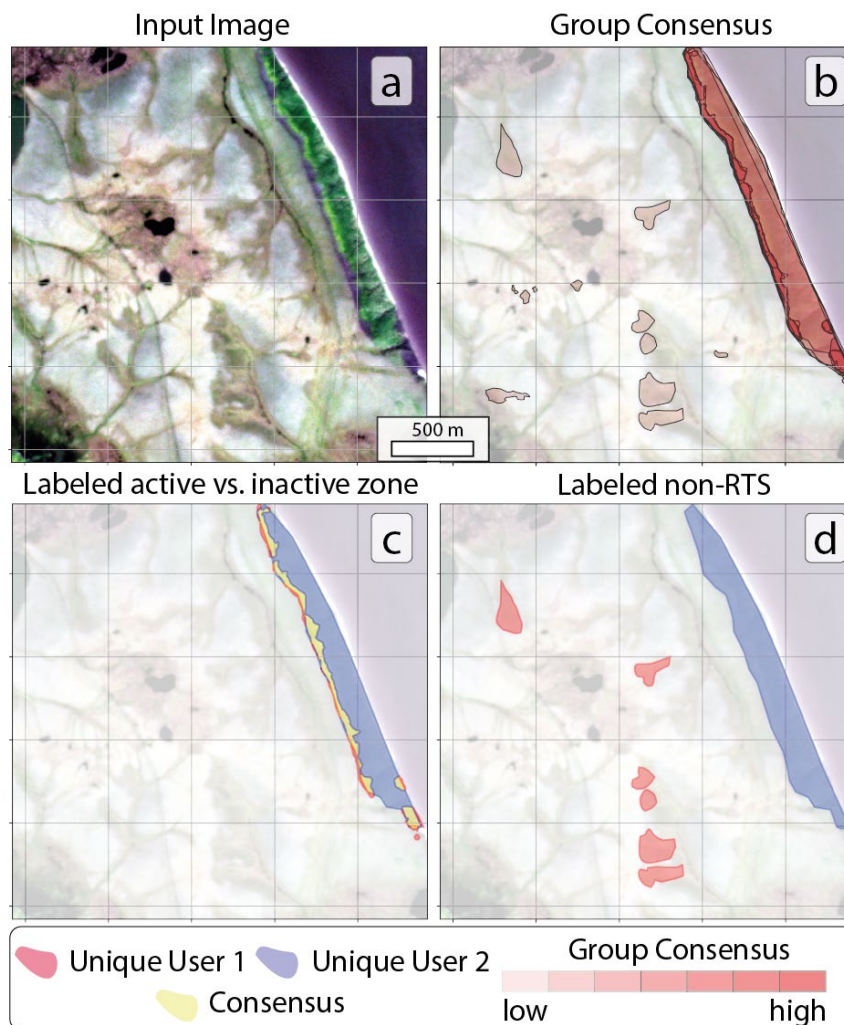 Input Image
Group Consensus
a
b
500 m
Labeled active vs. inactive zone
Labeled non-RTS
c
d
Unique User 1
Unique User 2
Consensus
Group Consensus
low
high